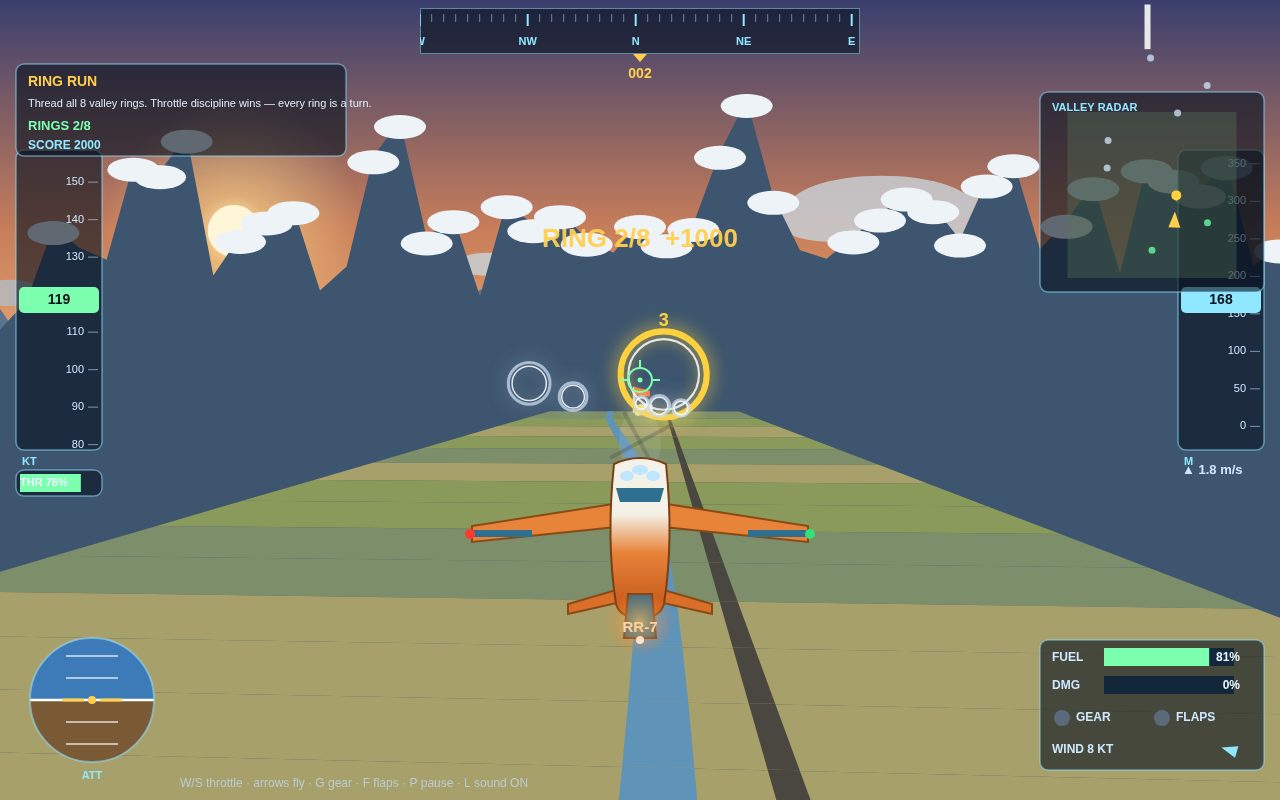 NW N NE E
002
RING RUN
Thread all 8 valley rings. Throttle discipline wins — every ring is a turn.
RINGS 2/8
SCORE 2000
VALLEY RADAR
150
140
130
119
110
100
90
80
KT
THR 78%
350
300
250
200
168
150
100
50
0
M
▲ 1.8 m/s
RING 2/8 +1000
3
RR-7
ATT
FUEL 81%
DMG 0%
GEAR FLAPS
WIND 8 KT
W/S throttle · arrows fly · G gear · F flaps · P pause · L sound ON